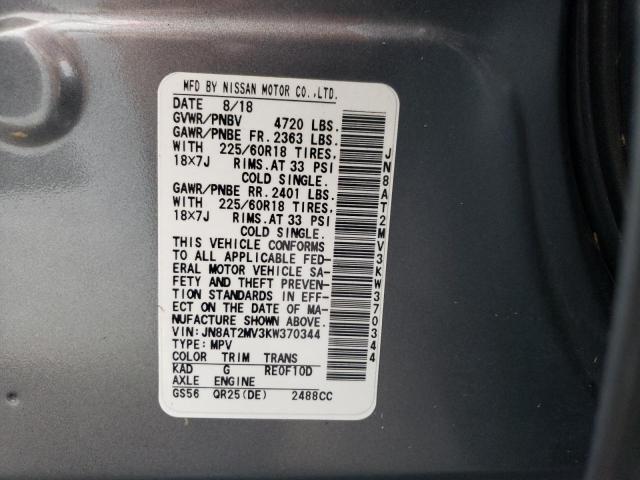 MFD BY NISSAN MOTOR CO.,LTD.
DATE 8/18
GVWR/PNBV 4720 LBS.
GAWR/PNBE FR. 2363 LBS.
WITH 225/60R18 TIRES,
18X7J RIMS.AT 33 PSI
COLD SINGLE.
GAWR/PNBE RR. 2401 LBS.
WITH 225/60R18 TIRES,
18X7J RIMS.AT 33 PSI
COLD SINGLE.
THIS VEHICLE CONFORMS
TO ALL APPLICABLE FED-
ERAL MOTOR VEHICLE SA-
FETY AND THEFT PREVEN-
TION STANDARDS IN EFF-
ECT ON THE DATE OF MA-
NUFACTURE SHOWN ABOVE.
VIN:JN8AT2MV3KW370344
TYPE: MPV
COLOR TRIM TRANS
KAD G RE0F10D
AXLE ENGINE
GS56 QR25(DE) 2488CC
JN8AT2MV3KW370344